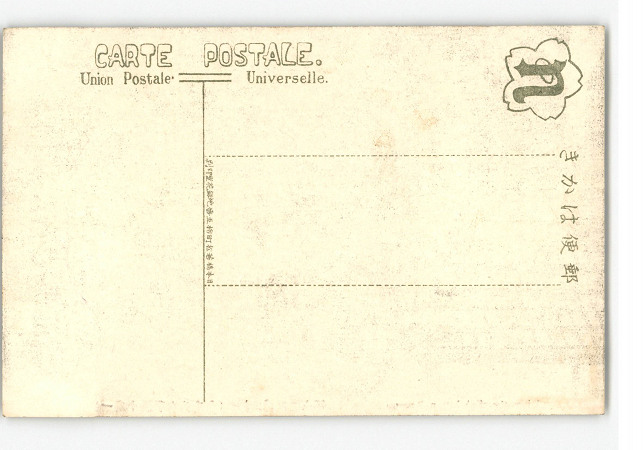 CARTE POSTALE.
Union Postale Universelle.
きかは便郵